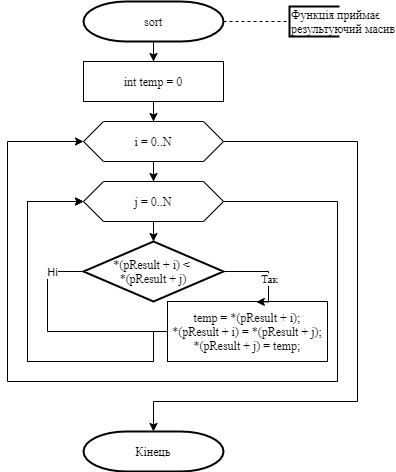 sort
Функція приймає
результуючий масив
int temp = 0
i = 0..N
j = 0..N
*(pResult + i) <
*(pResult + j)
Ні
Так
temp = *(pResult + i);
*(pResult + i) = *(pResult + j);
*(pResult + j) = temp;
Кінець